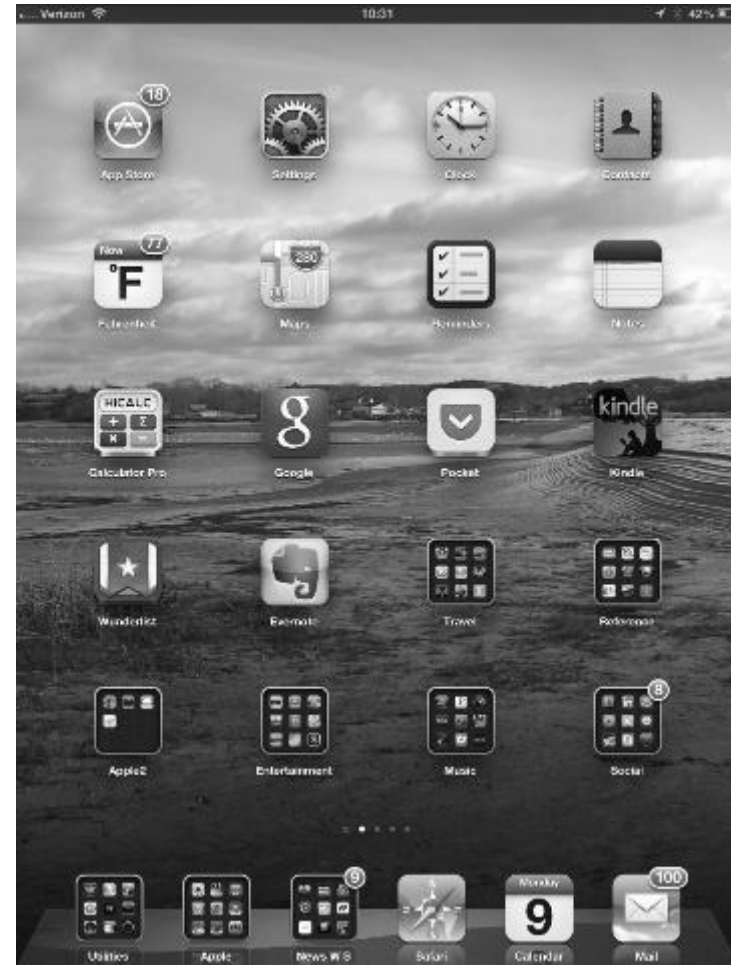 Verizon 10:31 42%
18
App Store Settings Clock Contacts
Now 77 280
°F
Fahrenheit Maps Reminders Notes
HICALC
+ Σ
× −
g
kindle
Calculator Pro Google Pocket Kindle
Wunderlist Evernote Travel Reference
8
Apple2 Entertainment Music Social
9 Monday 100
9
Utilities Apple News W S Safari Calendar Mail